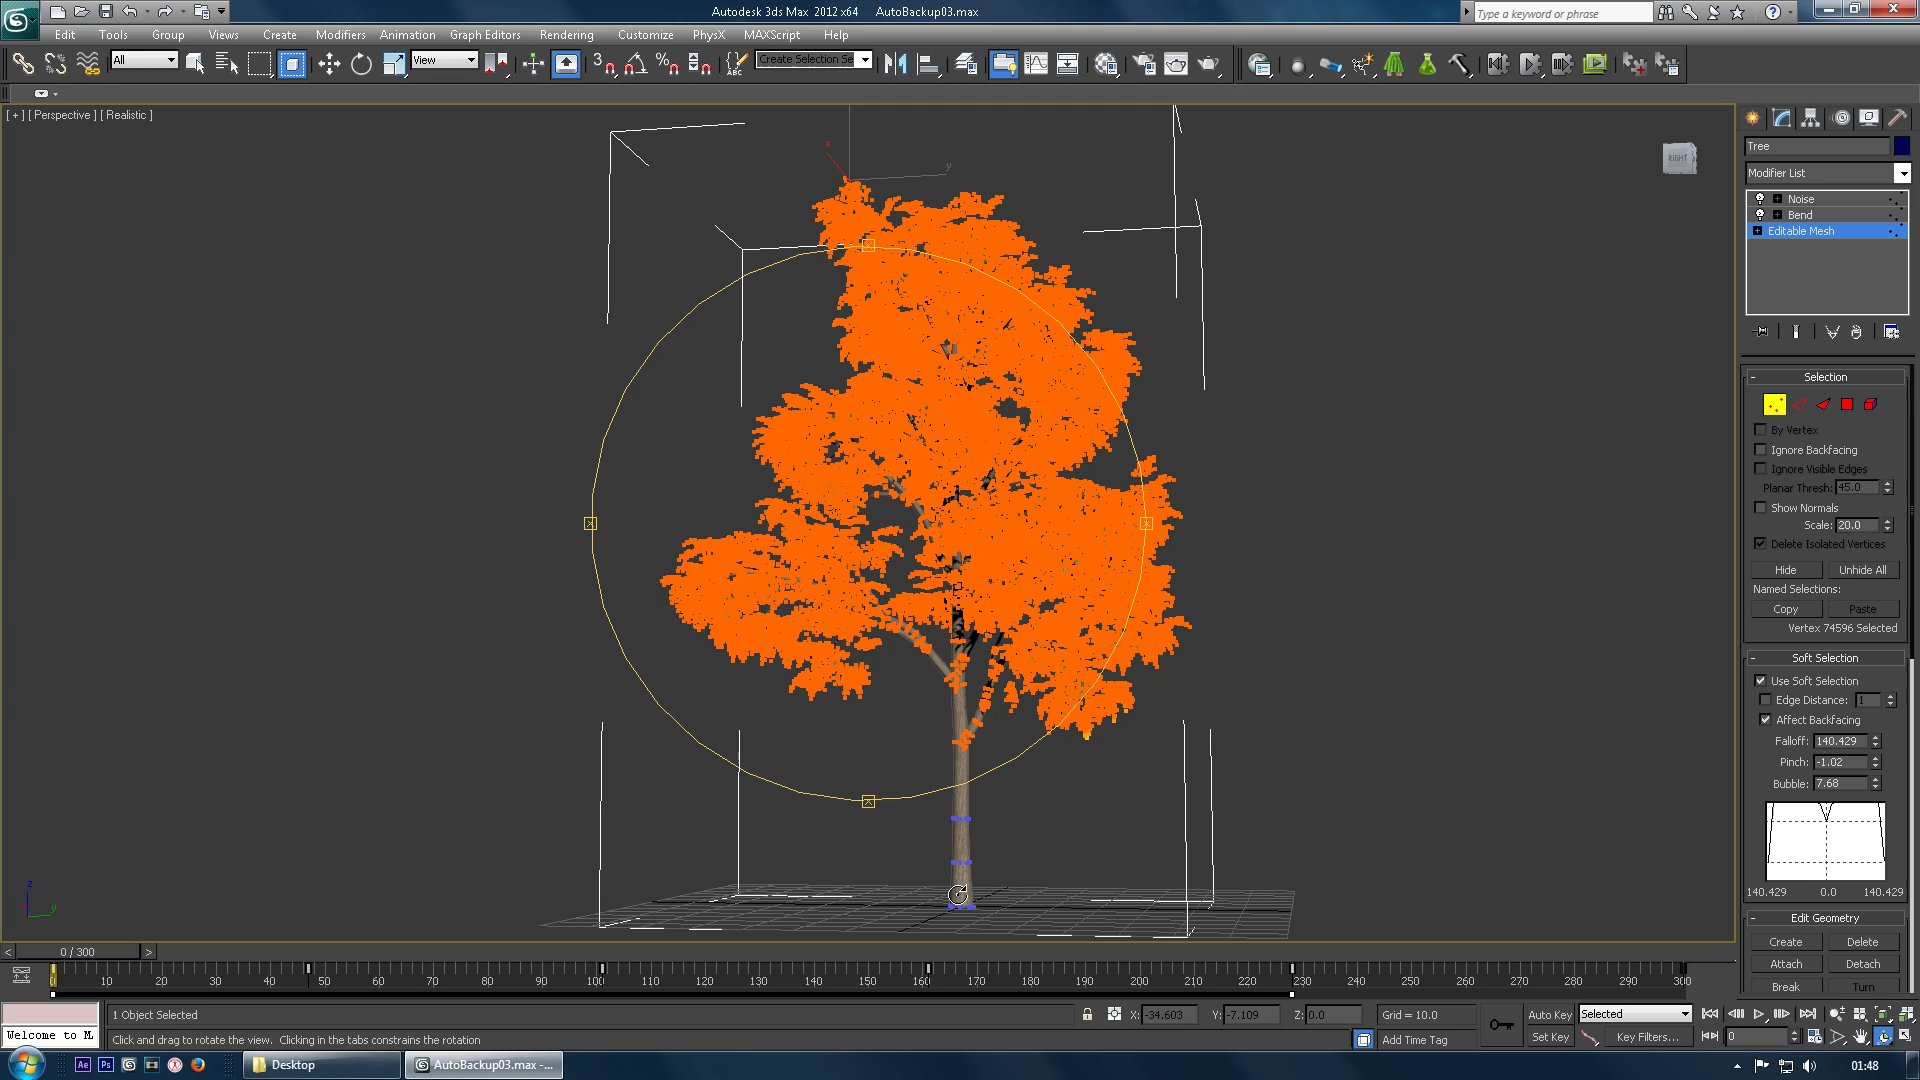 Autodesk 3ds Max 2012 x64 AutoBackup03.max
Type a keyword or phrase
Edit Tools Group Views Create Modifiers Animation Graph Editors Rendering Customize PhysX MAXScript Help
All View 3 Create Selection Se
[ + ] [ Perspective ] [ Realistic ]
x
y
RIGHT
Tree
Modifier List
Noise
Bend
Editable Mesh
Selection
By Vertex
Ignore Backfacing
Ignore Visible Edges
Planar Thresh: 45.0
Show Normals
Scale: 20.0
Delete Isolated Vertices
Hide Unhide All
Named Selections:
Copy Paste
Vertex 74596 Selected
Soft Selection
Use Soft Selection
Edge Distance: 1
Affect Backfacing
Falloff: 140.429
Pinch: -1.02
Bubble: 7.68
140.429 0.0 140.429
Edit Geometry
Create Delete
Attach Detach
Break Turn
z
y
< 0 / 300 >
10 20 30 40 50 60 70 80 90 100 110 120 130 140 150 160 170 180 190 200 210 220 230 240 250 260 270 280 290 300
1 Object Selected X: -34.603 Y: -7.109 Z: 0.0 Grid = 10.0 Auto Key Selected
Welcome to M. Click and drag to rotate the view. Clicking in the tabs constrains the rotation Add Time Tag Set Key Key Filters... 0
Ae Ps Desktop AutoBackup03.max -... 01:48